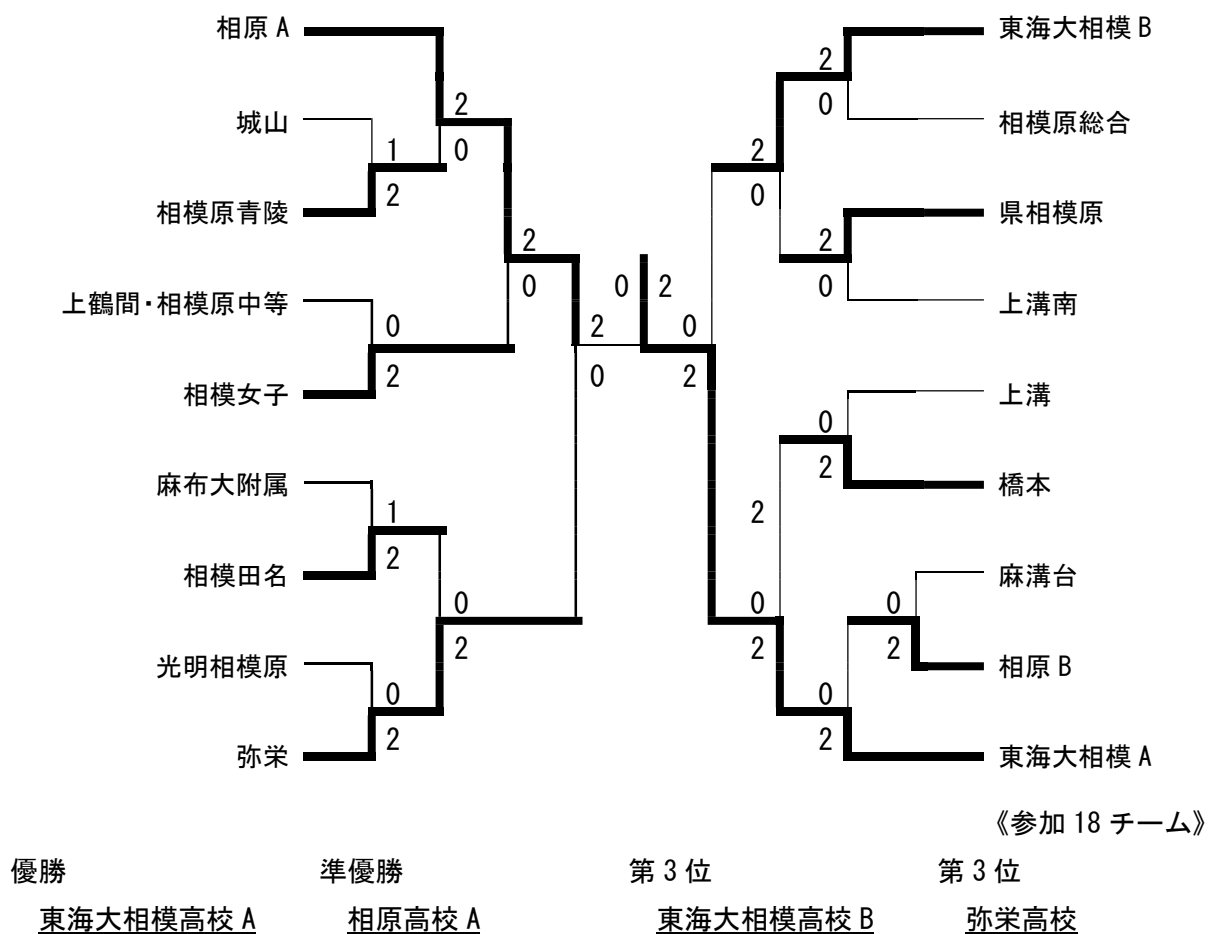 相原 A 東海大相模 B
2
2
城山 0 相模原総合
1 0 2
2 0
相模原青陵 県相模原
2 2
0 0
上鶴間・相模原中等 0 2 上溝南
0 2 0
2 0 2
相模女子 上溝
0
2
麻布大附属 橋本
1 2
2
相模田名 麻溝台
0 0 0
2 2 2
光明相模原 相原 B
0 0
2 2
弥栄 東海大相模 A
《参加 18 チーム》
優勝 準優勝 第 3 位 第 3 位
東海大相模高校 A 相原高校 A 東海大相模高校 B 弥栄高校